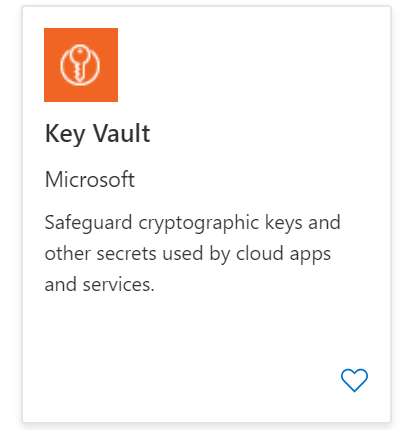 Key Vault
Microsoft
Safeguard cryptographic keys and
other secrets used by cloud apps
and services.